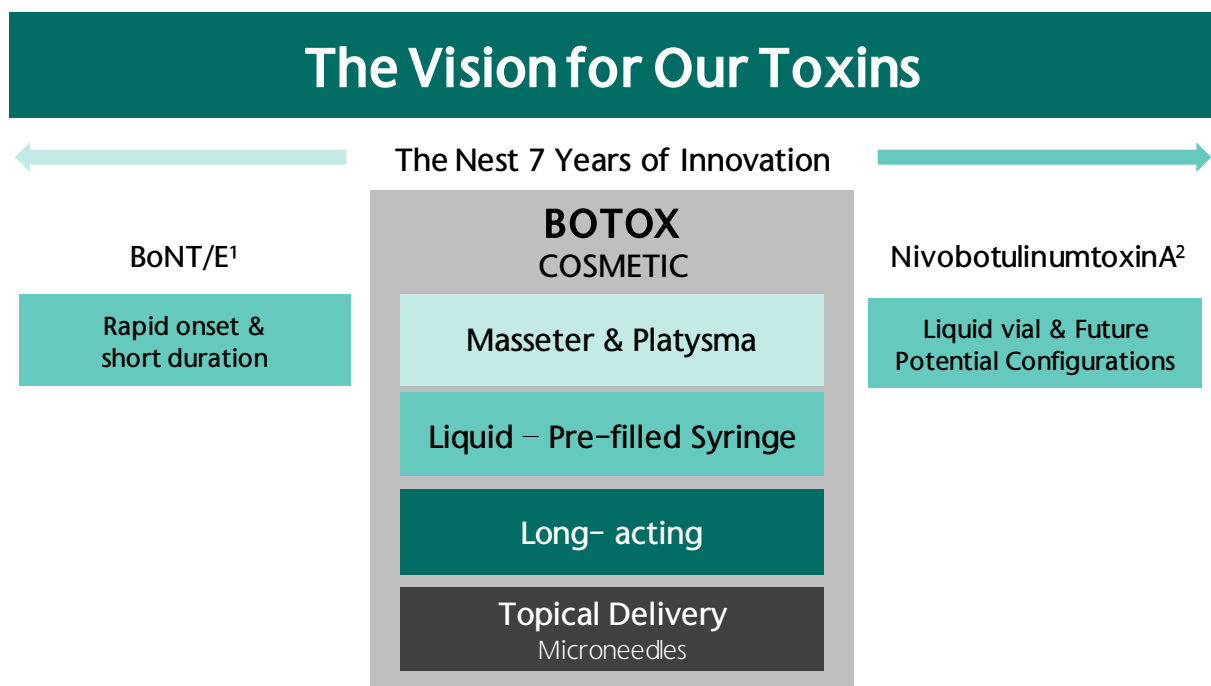 The Vision for Our Toxins
The Nest 7 Years of Innovation
BoNT/E¹
Rapid onset &
short duration
BOTOX
COSMETIC
Masseter & Platysma
Liquid – Pre-filled Syringe
Long- acting
Topical Delivery
Microneedles
NivobotulinumtoxinA²
Liquid vial & Future
Potential Configurations